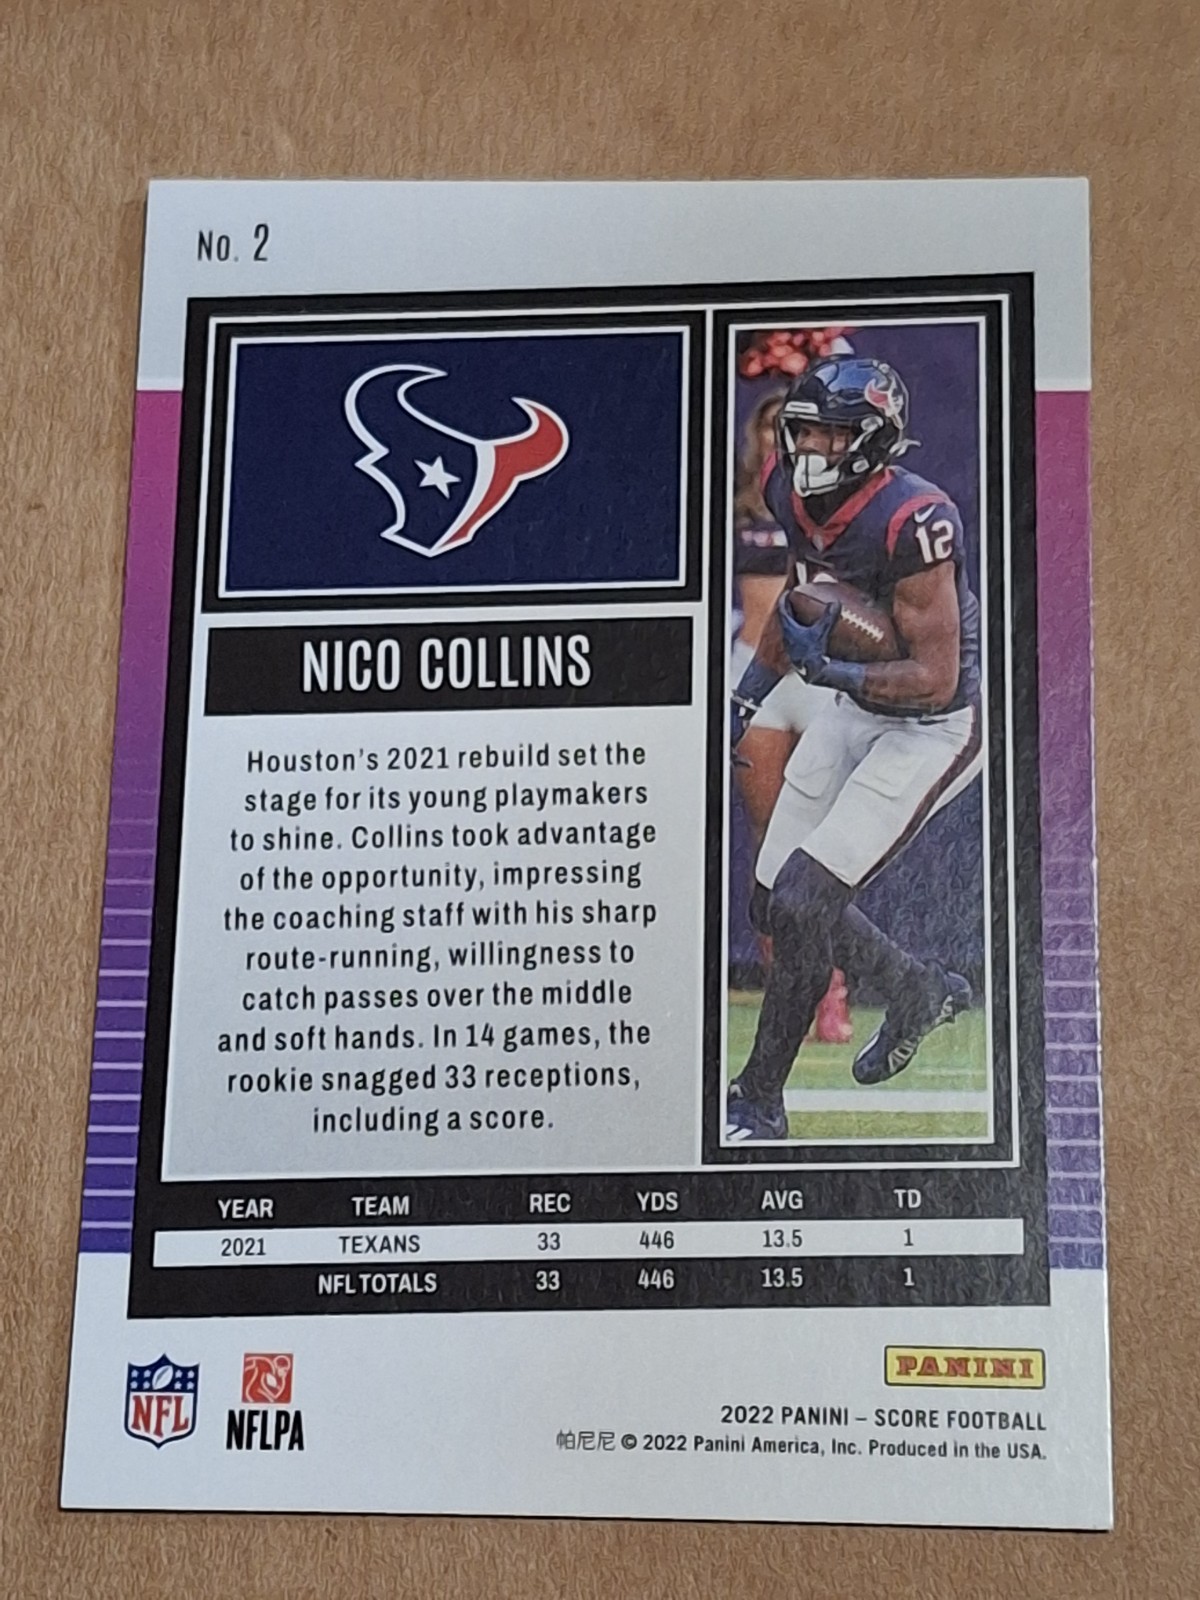 No. 2
12
NICO COLLINS
Houston's 2021 rebuild set the
stage for its young playmakers
to shine. Collins took advantage
of the opportunity, impressing
the coaching staff with his sharp
route-running, willingness to
catch passes over the middle
and soft hands. In 14 games, the
rookie snagged 33 receptions,
including a score.
YEAR TEAM REC YDS AVG TD
2021 TEXANS 33 446 13.5 1
NFL TOTALS 33 446 13.5 1
NFL
NFLPA
PANINI
2022 PANINI – SCORE FOOTBALL
帕尼尼 © 2022 Panini America, Inc. Produced in the USA.